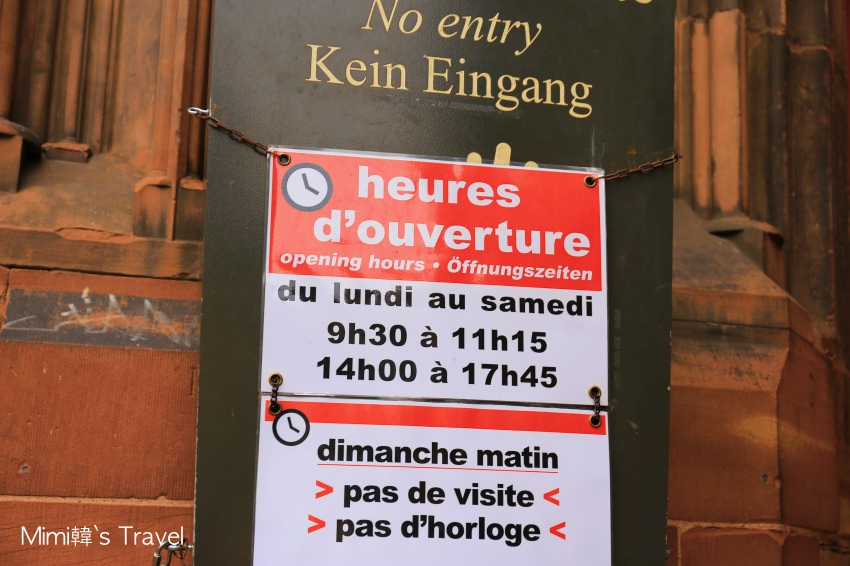 No entry
Kein Eingang
heures
d'ouverture
opening hours • Öffnungszeiten
du lundi au samedi
9h30 à 11h15
14h00 à 17h45
dimanche matin
> pas de visite <
> pas d'horloge <
Mimi韓`s Travel